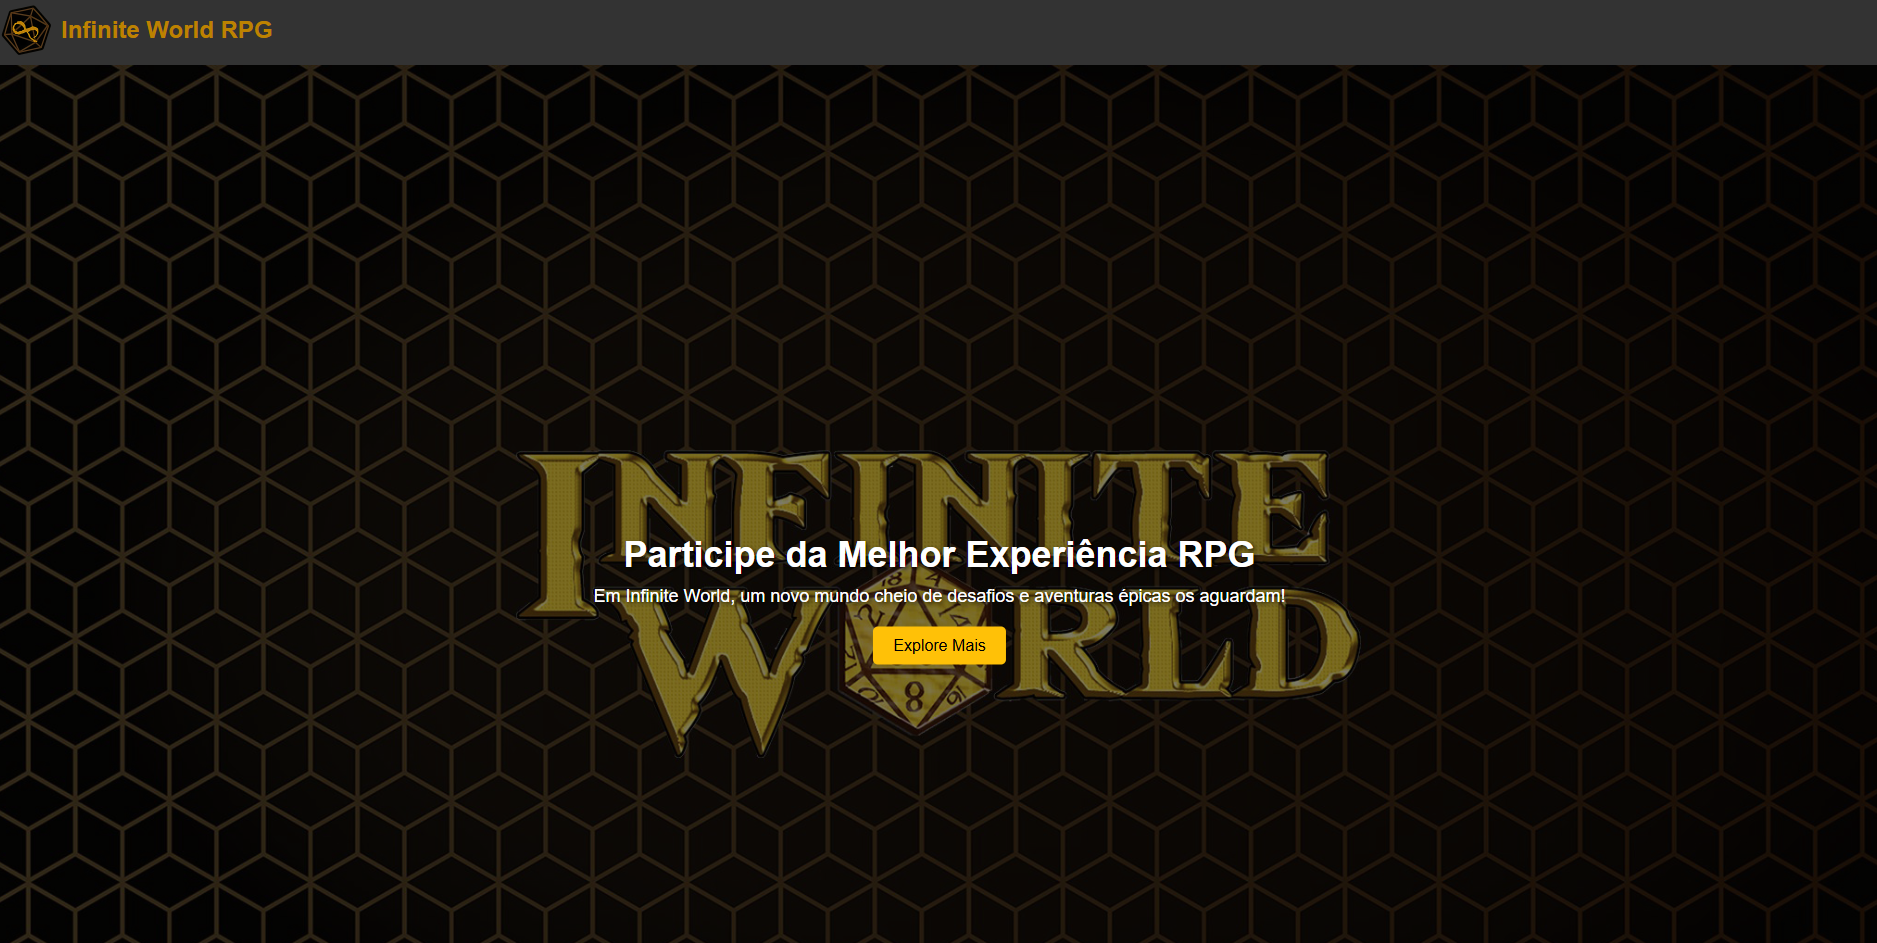 Infinite World RPG
INFINITE
Participe da Melhor Experiência RPG
Em Infinite World, um novo mundo cheio de desafios e aventuras épicas os aguardam!
WORLD
Explore Mais
8